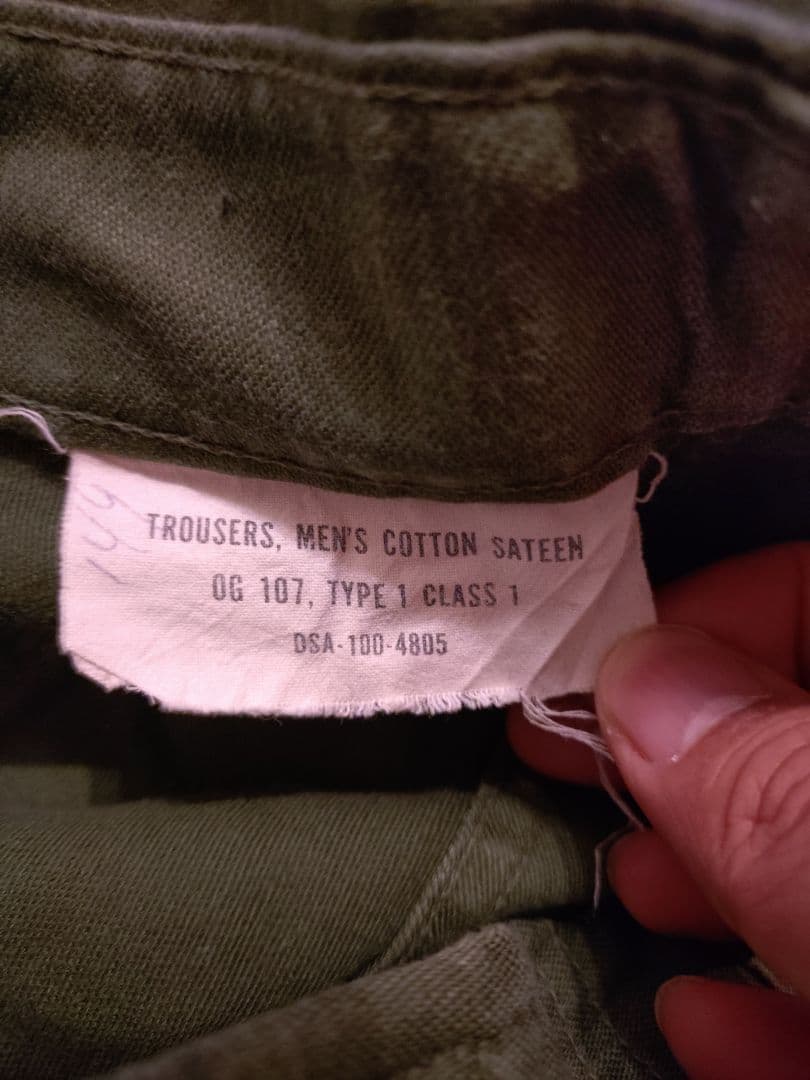 TROUSERS, MEN'S COTTON SATEEN
OG 107, TYPE 1 CLASS 1
DSA-100-4805